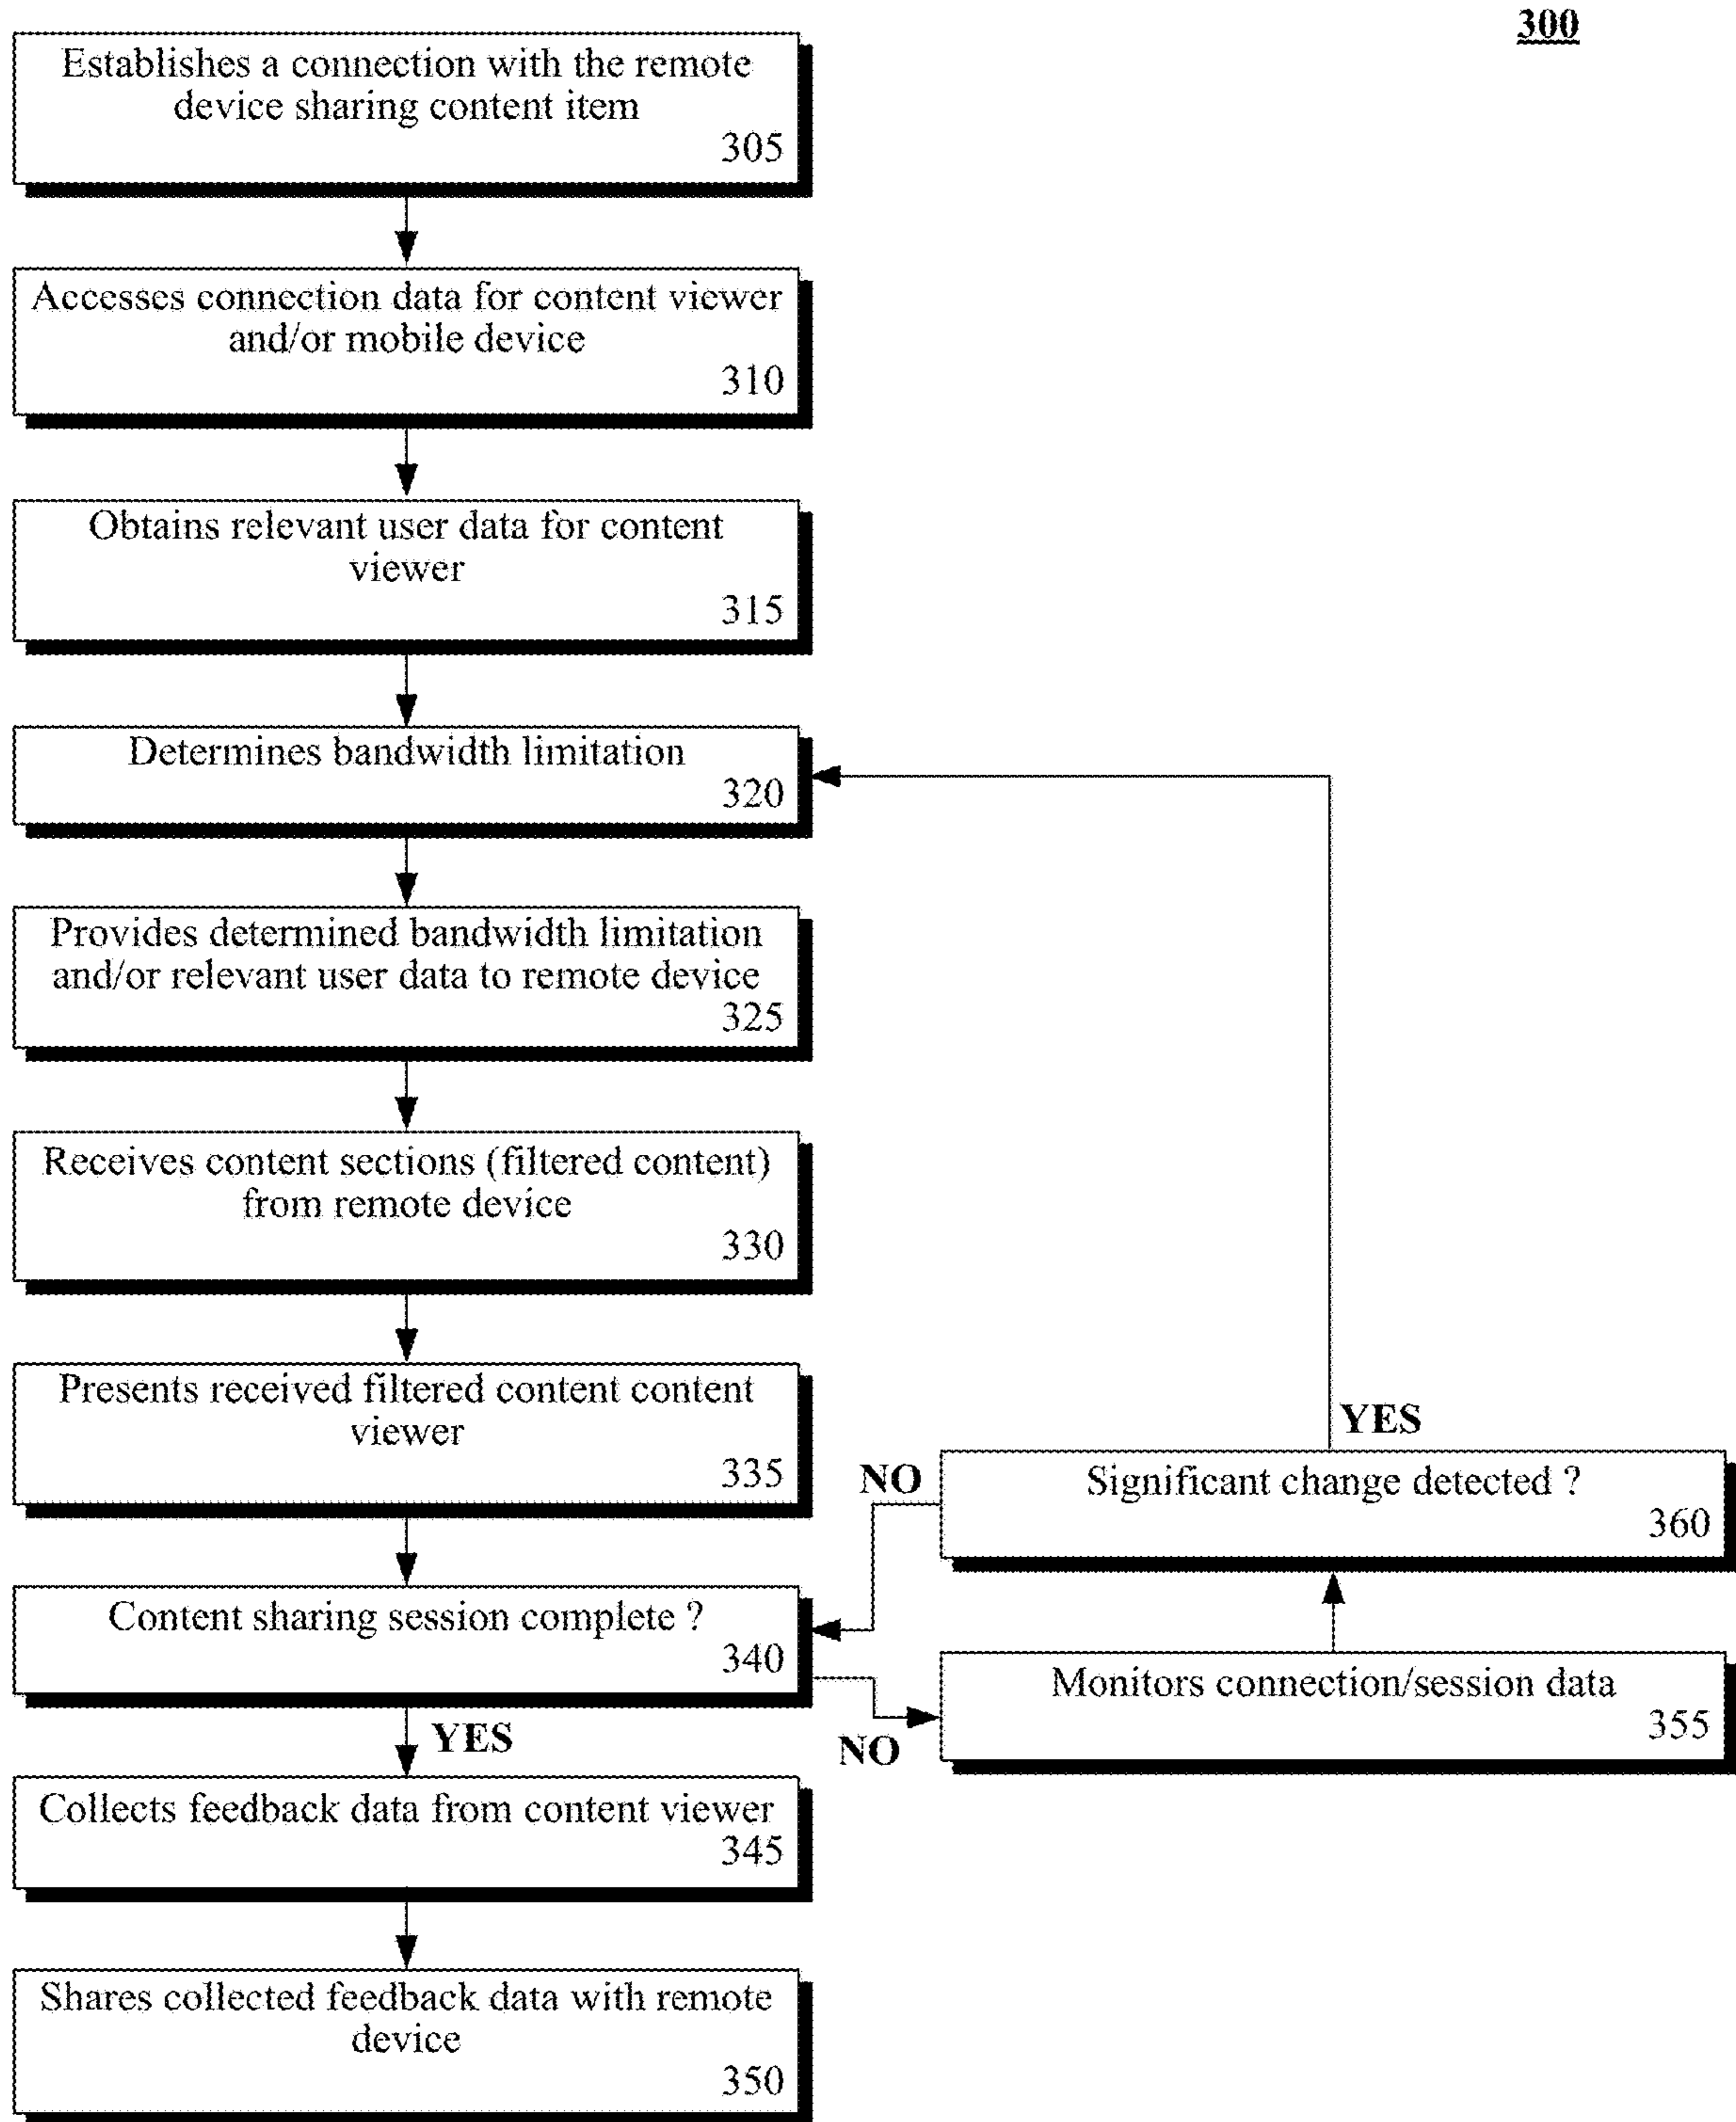 300
Establishes a connection with the remote
device sharing content item
305
Accesses connection data for content viewer
and/or mobile device
310
Obtains relevant user data for content
viewer
315
Determines bandwidth limitation
320
Provides determined bandwidth limitation
and/or relevant user data to remote device
325
Receives content sections (filtered content)
from remote device
330
Presents received filtered content content
viewer
335
YES
NO
Significant change detected ?
360
Content sharing session complete ?
340
Monitors connection/session data
355
YES
NO
Collects feedback data from content viewer
345
Shares collected feedback data with remote
device
350